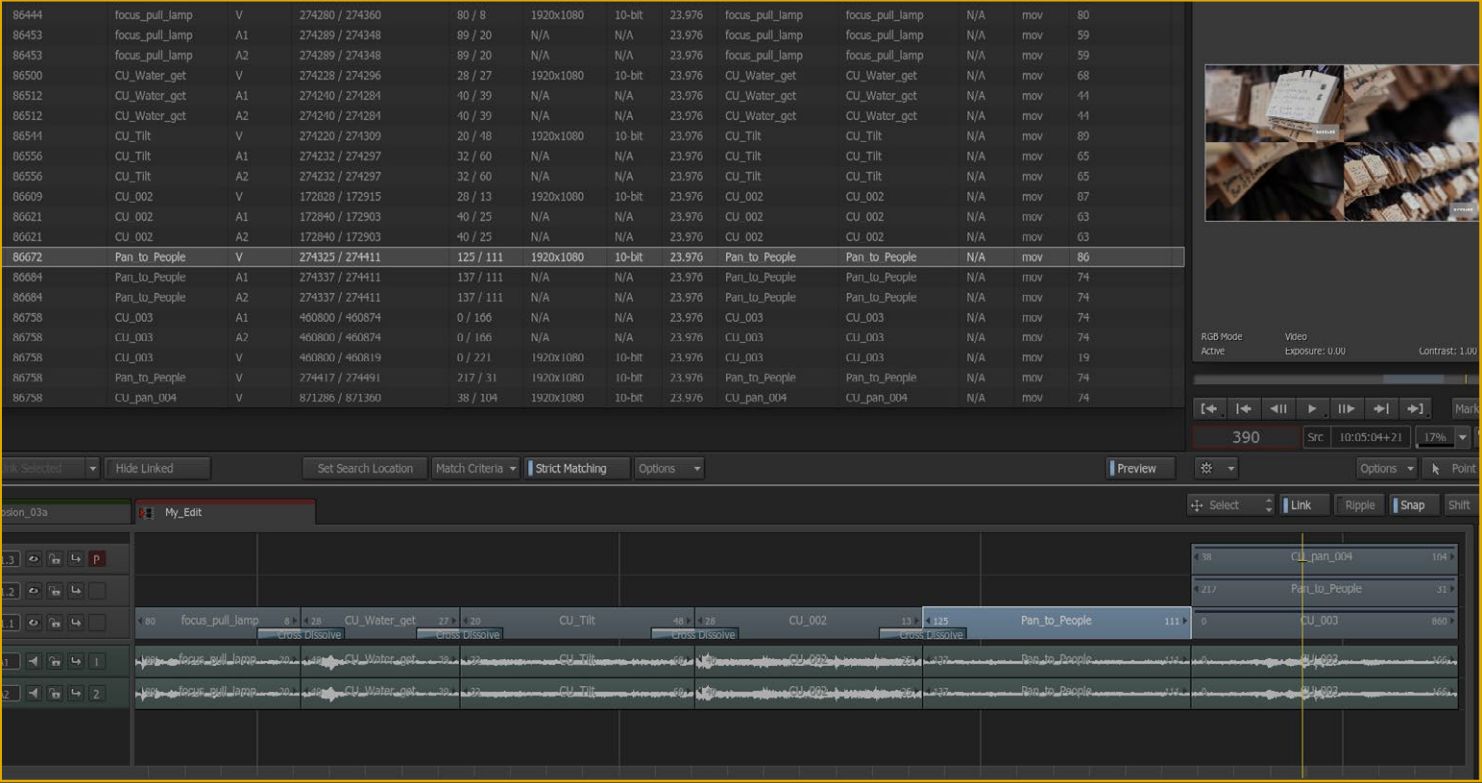 86444 focus_pull_lamp V 274280 / 274360 80 / 8 1920x1080 10-bit 23.976 focus_pull_lamp focus_pull_lamp N/A mov 80
86453 focus_pull_lamp A1 274289 / 274348 89 / 20 N/A N/A 23.976 focus_pull_lamp focus_pull_lamp N/A mov 59
86453 focus_pull_lamp A2 274289 / 274348 89 / 20 N/A N/A 23.976 focus_pull_lamp focus_pull_lamp N/A mov 59
86500 CU_Water_get V 274228 / 274296 28 / 27 1920x1080 10-bit 23.976 CU_Water_get CU_Water_get N/A mov 68
86512 CU_Water_get A1 274240 / 274284 40 / 39 N/A N/A 23.976 CU_Water_get CU_Water_get N/A mov 44
86512 CU_Water_get A2 274240 / 274284 40 / 39 N/A N/A 23.976 CU_Water_get CU_Water_get N/A mov 44
86544 CU_Tilt V 274220 / 274309 20 / 48 1920x1080 10-bit 23.976 CU_Tilt CU_Tilt N/A mov 89
86556 CU_Tilt A1 274232 / 274297 32 / 60 N/A N/A 23.976 CU_Tilt CU_Tilt N/A mov 65
86556 CU_Tilt A2 274232 / 274297 32 / 60 N/A N/A 23.976 CU_Tilt CU_Tilt N/A mov 65
86609 CU_002 V 172828 / 172915 28 / 13 1920x1080 10-bit 23.976 CU_002 CU_002 N/A mov 87
86621 CU_002 A1 172840 / 172903 40 / 25 N/A N/A 23.976 CU_002 CU_002 N/A mov 63
86621 CU_002 A2 172840 / 172903 40 / 25 N/A N/A 23.976 CU_002 CU_002 N/A mov 63
86672 Pan_to_People V 274325 / 274411 125 / 111 1920x1080 10-bit 23.976 Pan_to_People Pan_to_People N/A mov 86
86684 Pan_to_People A1 274337 / 274411 137 / 111 N/A N/A 23.976 Pan_to_People Pan_to_People N/A mov 74
86684 Pan_to_People A2 274337 / 274411 137 / 111 N/A N/A 23.976 Pan_to_People Pan_to_People N/A mov 74
86758 CU_003 A1 460800 / 460874 0 / 166 N/A N/A 23.976 CU_003 CU_003 N/A mov 74
86758 CU_003 A2 460800 / 460874 0 / 166 N/A N/A 23.976 CU_003 CU_003 N/A mov 74
86758 CU_003 V 460800 / 460819 0 / 221 1920x1080 10-bit 23.976 CU_003 CU_003 N/A mov 19
86758 Pan_to_People V 274417 / 274491 217 / 31 1920x1080 10-bit 23.976 Pan_to_People Pan_to_People N/A mov 74
86758 CU_pan_004 V 871286 / 871360 38 / 104 1920x1080 10-bit 23.976 CU_pan_004 CU_pan_004 N/A mov 74
RGB Mode Video
Active Exposure: 0.00 Contrast: 1.00
Mark
390 Src 10:05:04+21 17%
Selected Hide Linked Set Search Location Match Criteria Strict Matching Options Preview Options Point
osion_03a My_Edit Select Link Ripple Snap Shift
P 38 CU_pan_004 104
217 Pan_to_People 31
80 focus_pull_lamp 8 28 CU_Water_get 27 20 CU_Tilt 48 28 CU_002 13 125 Pan_to_People 111 0 CU_003 860
Cross Dissolve Cross Dissolve Cross Dissolve Cross Dissolve
1 focus_pull_lamp CU_Water_get CU_Tilt CU_002 Pan_to_People CU_003
2 focus_pull_lamp CU_Water_get CU_Tilt CU_002 Pan_to_People CU_003